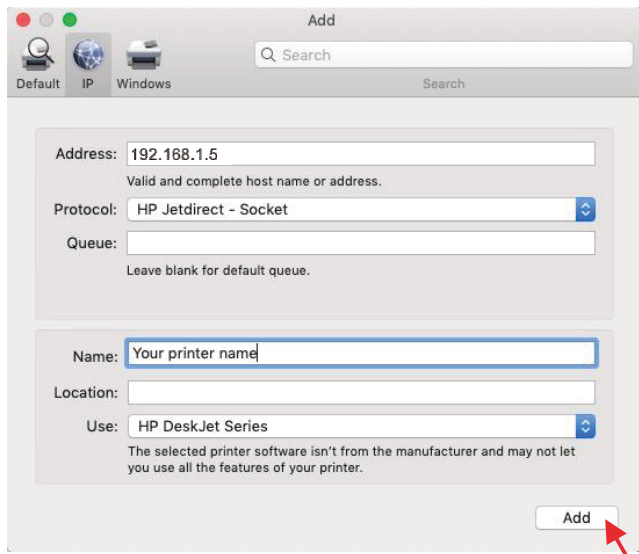 Add
Search
Default IP Windows Search
Address: 192.168.1.5
Valid and complete host name or address.
Protocol: HP Jetdirect - Socket
Queue:
Leave blank for default queue.
Name: Your printer name
Location:
Use: HP DeskJet Series
The selected printer software isn't from the manufacturer and may not let
you use all the features of your printer.
Add